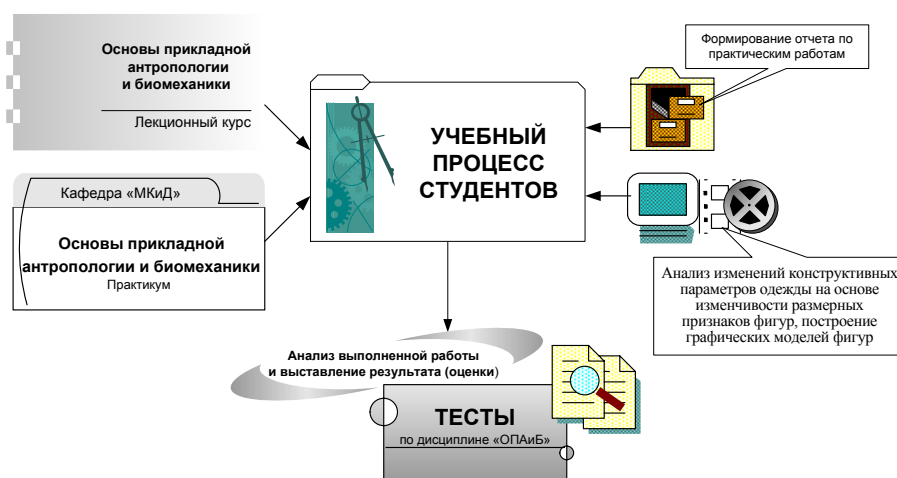 Основы прикладной
антропологии
и биомеханики
Лекционный курс
Формирование отчета по
практическим работам
УЧЕБНЫЙ
ПРОЦЕСС
СТУДЕНТОВ
Кафедра «МКиД»
Основы прикладной
антропологии и биомеханики
Практикум
Анализ изменений конструктивных
параметров одежды на основе
изменчивости размерных
признаков фигур, построение
графических моделей фигур
Анализ выполненной работы
и выставление результата (оценки)
ТЕСТЫ
по дисциплине «ОПАиБ»